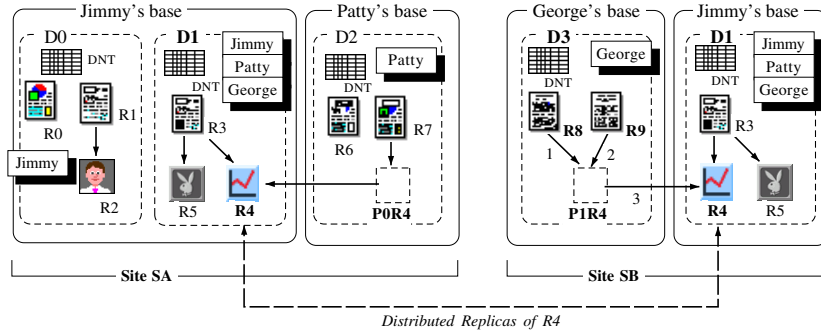 Jimmy's base
Patty's base
George's base
Jimmy's base
D0
DNT
R0
R1
Jimmy
R2
D1
DNT
Jimmy
Patty
George
R3
R5
R4
D2
DNT
Patty
R6
R7
P0R4
D3
DNT
George
R8
R9
1
2
P1R4
3
D1
DNT
Jimmy
Patty
George
R3
R4
R5
Site SA
Site SB
Distributed Replicas of R4